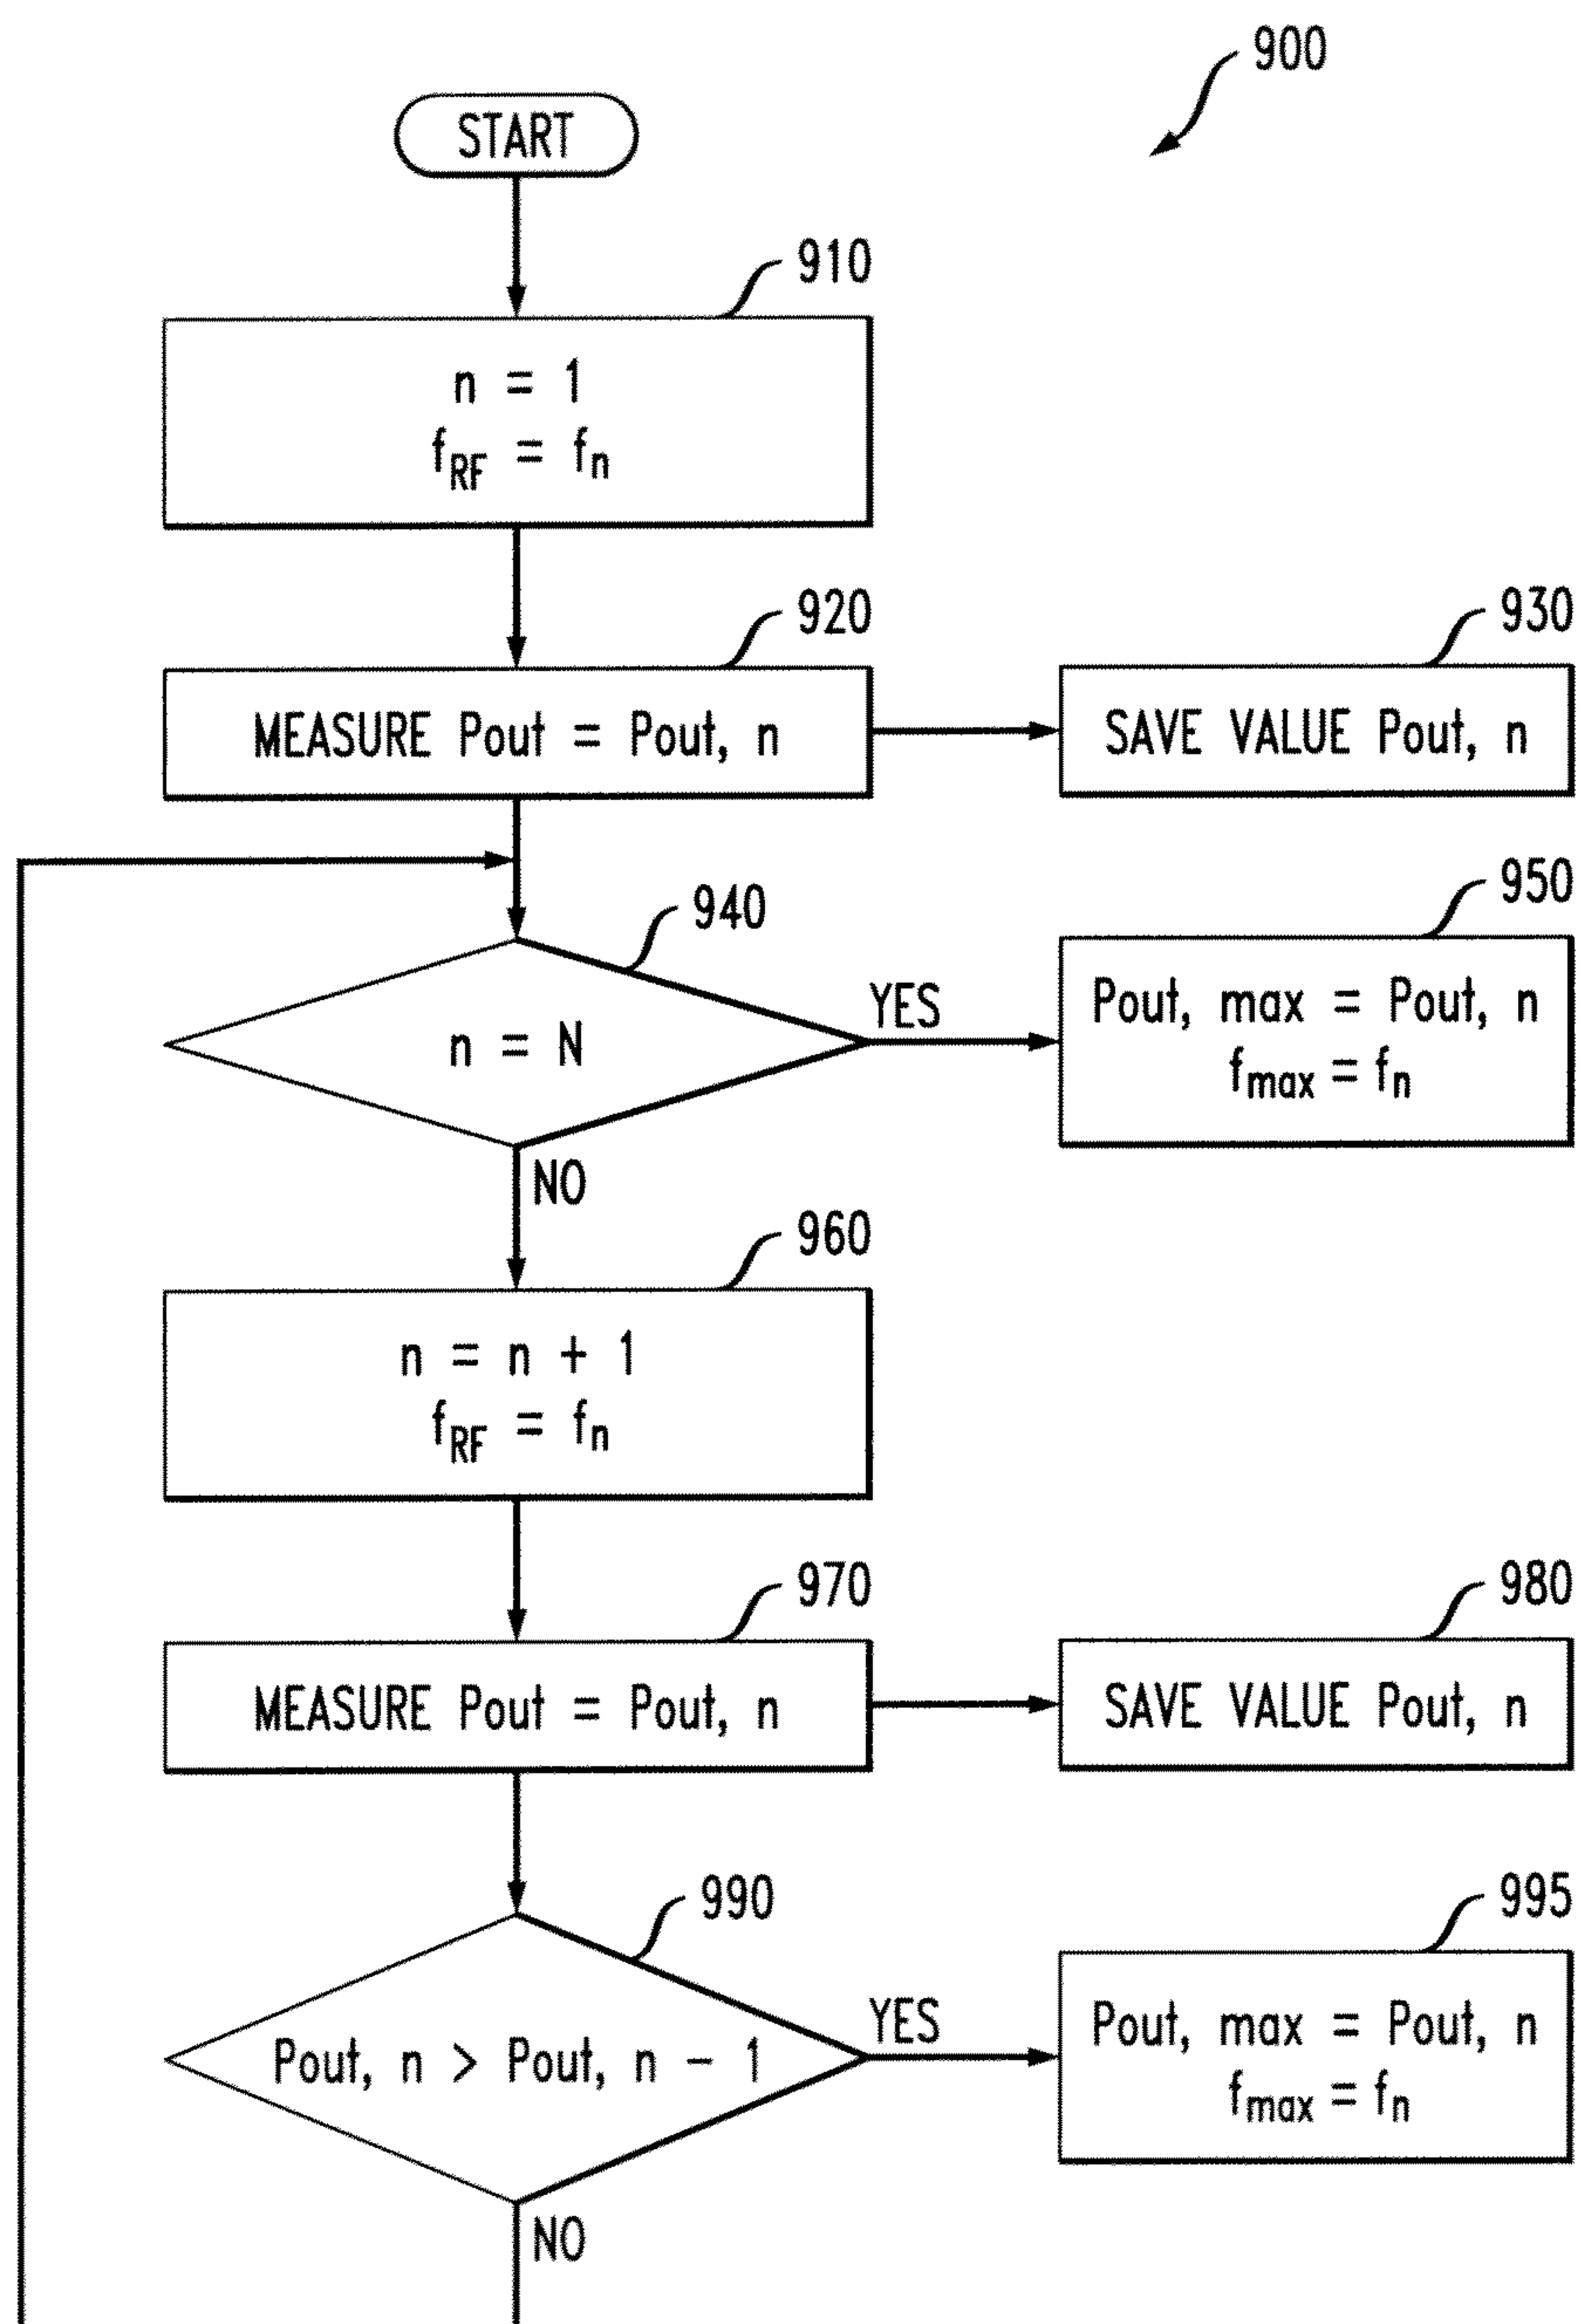 900
START
910
n = 1
fRF = fn
920
MEASURE Pout = Pout, n
930
SAVE VALUE Pout, n
940
n = N
YES
950
Pout, max = Pout, n
fmax = fn
NO
960
n = n + 1
fRF = fn
970
MEASURE Pout = Pout, n
980
SAVE VALUE Pout, n
990
Pout, n > Pout, n - 1
YES
995
Pout, max = Pout, n
fmax = fn
NO